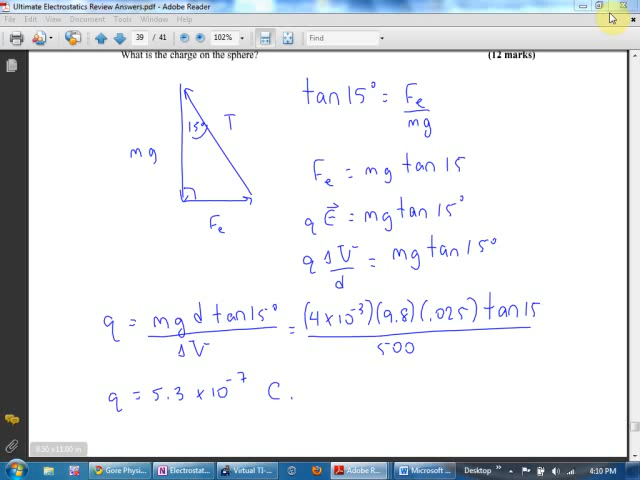 Ultimate Electrostatics Review Answers.pdf - Adobe Reader
File Edit View Document Tools Window Help
39 / 41 102% Find
What is the charge on the sphere? (12 marks)
tan 15° = Fe
mg
15°
T
mg
Fe
Fe = mg tan 15
q E⃗ = mg tan 15°
q ΔV = mg tan 15°
d
q = mg d tan 15° = (4 × 10⁻³)(9.8)(.025) tan 15
ΔV 500
q = 5.3 × 10⁻⁷ C.
8.50 x 11.00 in
Gore Physi... Electrostat... Virtual TI-... Adobe Re... Microsoft ... Desktop » 4:10 PM